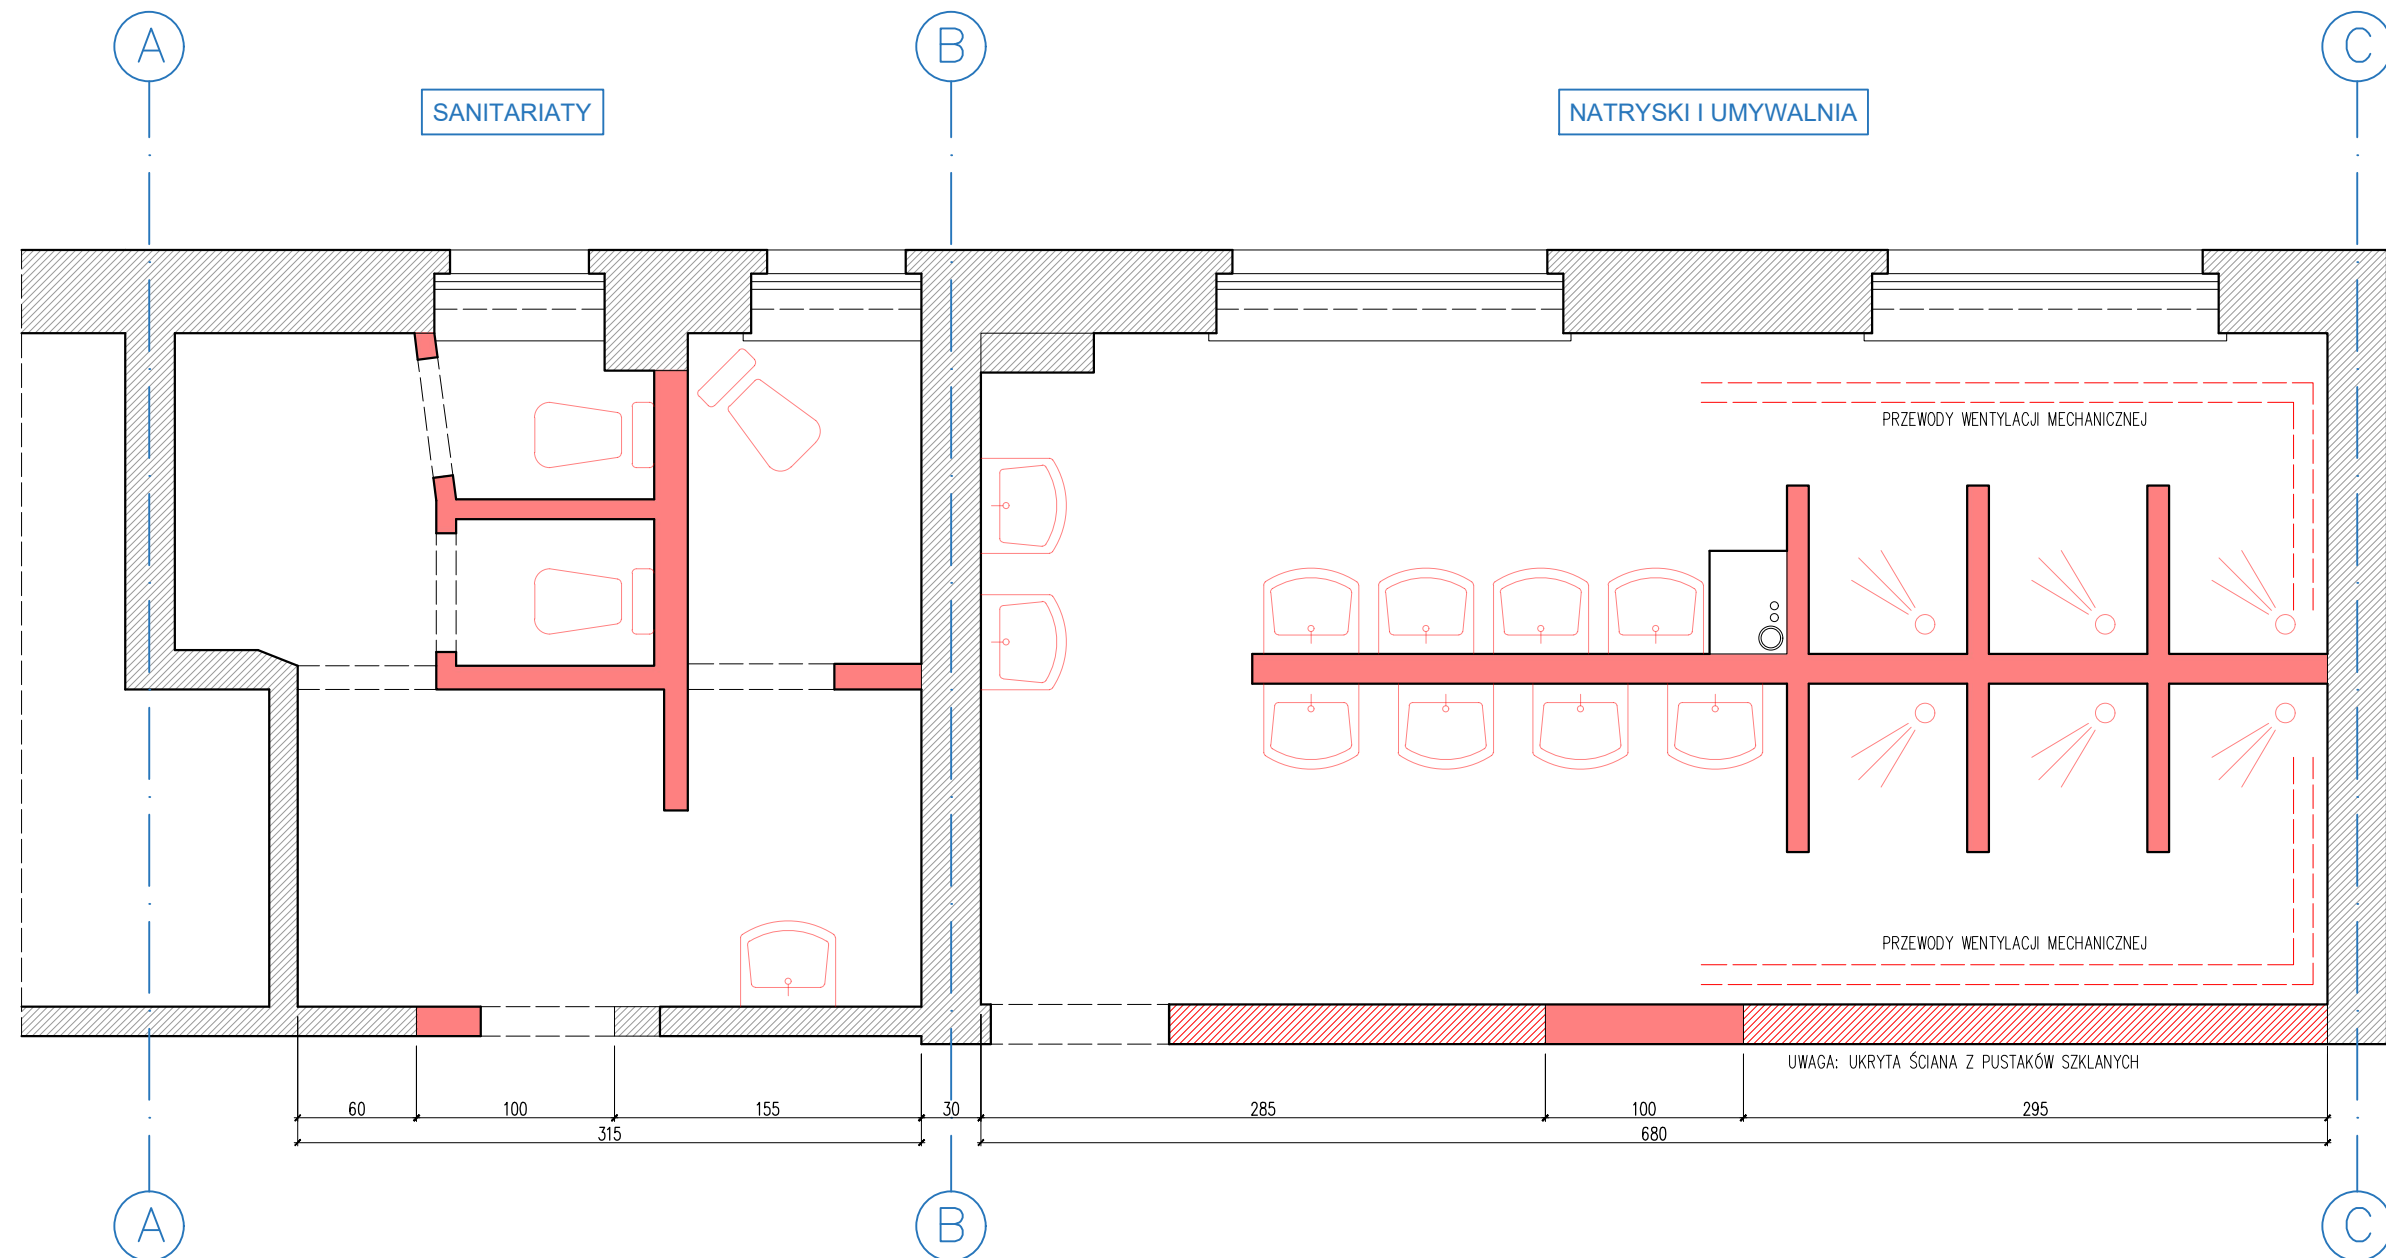 A
B
C
SANITARIATY
NATRYSKI I UMYWALNIA
PRZEWODY WENTYLACJI MECHANICZNEJ
PRZEWODY WENTYLACJI MECHANICZNEJ
UWAGA: UKRYTA ŚCIANA Z PUSTAKÓW SZKLANYCH
60
100
155
30
285
100
295
315
680
A
B
C